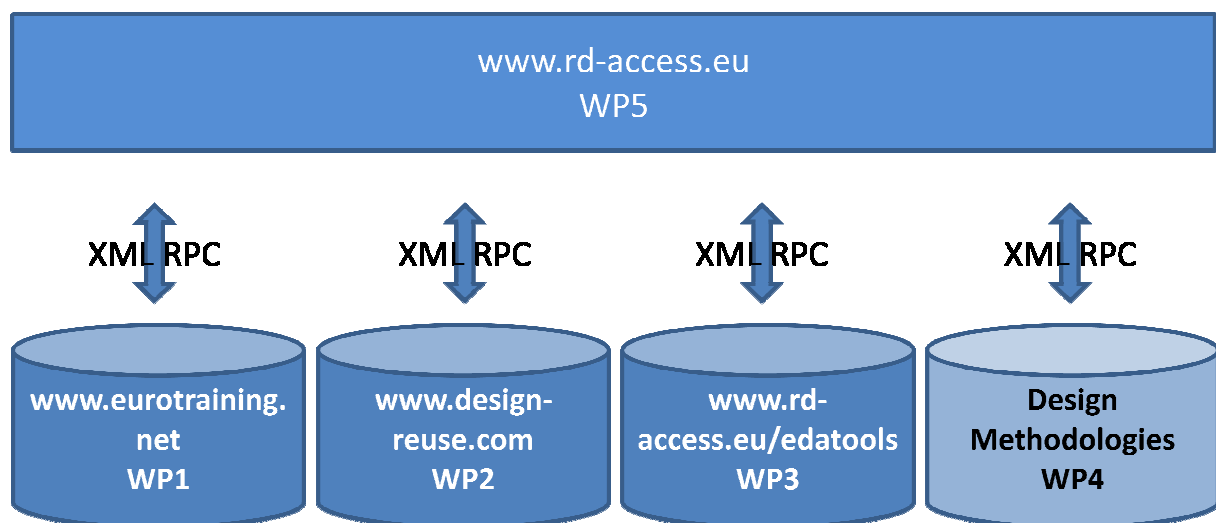 www.rd-access.eu
WP5
XML RPC
XML RPC
XML RPC
XML RPC
www.eurotraining.
net
WP1
www.design-
reuse.com
WP2
www.rd-
access.eu/edatools
WP3
Design
Methodologies
WP4